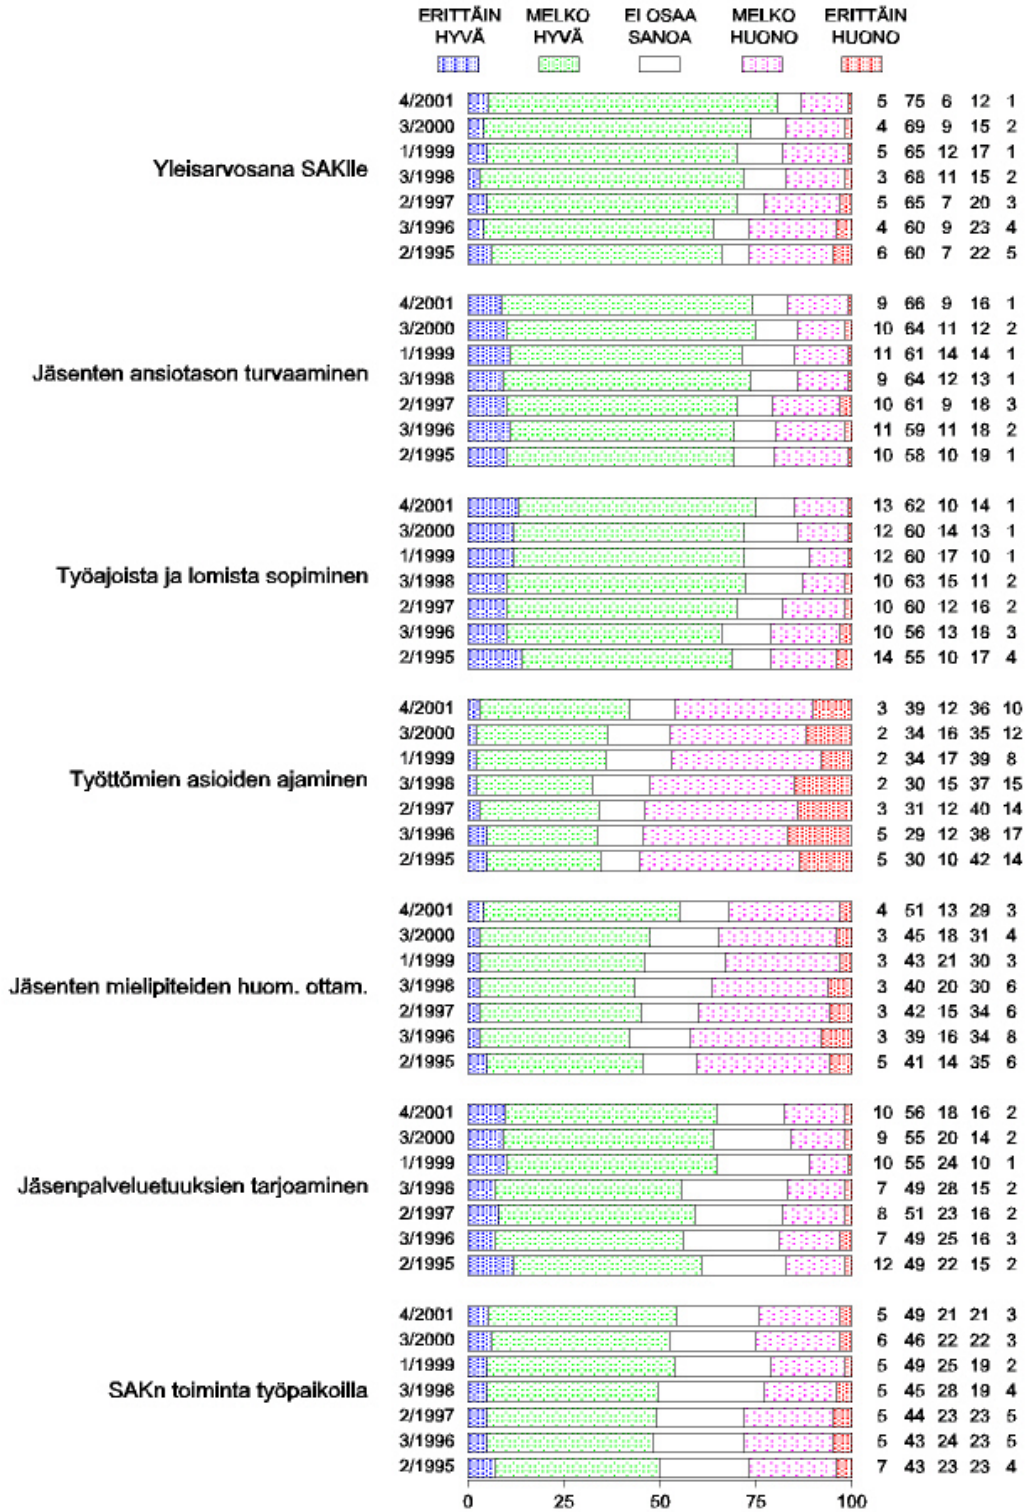 ERITTÄIN HYVÄ MELKO HYVÄ EI OSAA SANOA MELKO HUONO ERITTÄIN HUONO
Yleisarvosana SAKlle
4/2001 5 75 6 12 1
3/2000 4 69 9 15 2
1/1999 5 65 12 17 1
3/1998 3 68 11 15 2
2/1997 5 65 7 20 3
3/1996 4 60 9 23 4
2/1995 6 60 7 22 5
Jäsenten ansiotason turvaaminen
4/2001 9 66 9 16 1
3/2000 10 64 11 12 2
1/1999 11 61 14 14 1
3/1998 9 64 12 13 1
2/1997 10 61 9 18 3
3/1996 11 59 11 18 2
2/1995 10 58 10 19 1
Työajoista ja lomista sopiminen
4/2001 13 62 10 14 1
3/2000 12 60 14 13 1
1/1999 12 60 17 10 1
3/1998 10 63 15 11 2
2/1997 10 60 12 16 2
3/1996 10 56 13 18 3
2/1995 14 55 10 17 4
Työttömien asioiden ajaminen
4/2001 3 39 12 36 10
3/2000 2 34 16 35 12
1/1999 2 34 17 39 8
3/1998 2 30 15 37 15
2/1997 3 31 12 40 14
3/1996 5 29 12 38 17
2/1995 5 30 10 42 14
Jäsenten mielipiteiden huom. ottam.
4/2001 4 51 13 29 3
3/2000 3 45 18 31 4
1/1999 3 43 21 30 3
3/1998 3 40 20 30 6
2/1997 3 42 15 34 6
3/1996 3 39 16 34 8
2/1995 5 41 14 35 6
Jäsenpalveluetuuksien tarjoaminen
4/2001 10 56 18 16 2
3/2000 9 55 20 14 2
1/1999 10 55 24 10 1
3/1998 7 49 28 15 2
2/1997 8 51 23 16 2
3/1996 7 49 25 16 3
2/1995 12 49 22 15 2
SAKn toiminta työpaikoilla
4/2001 5 49 21 21 3
3/2000 6 46 22 22 3
1/1999 5 49 25 19 2
3/1998 5 45 28 19 4
2/1997 5 44 23 23 5
3/1996 5 43 24 23 5
2/1995 7 43 23 23 4
0 25 50 75 100